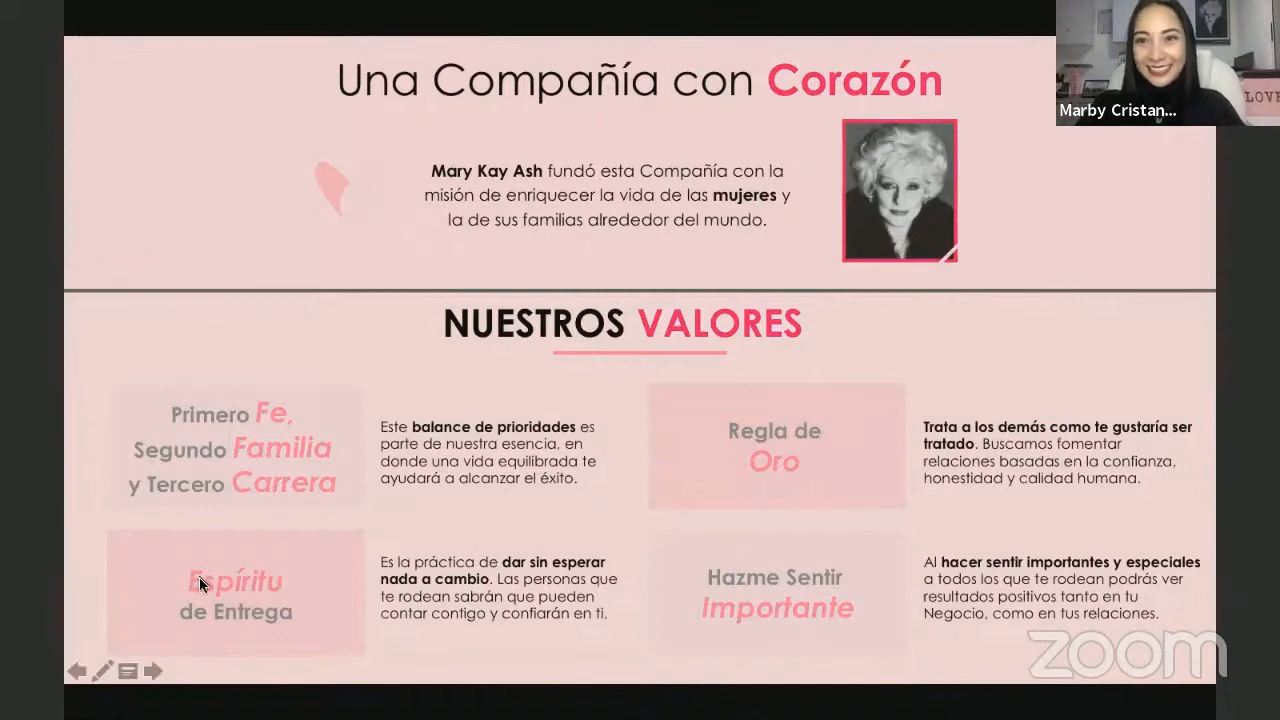 Una Compañía con Corazón
Marby Cristan...
LOVE
Mary Kay Ash fundó esta Compañía con la
misión de enriquecer la vida de las mujeres y
la de sus familias alrededor del mundo.
NUESTROS VALORES
Primero Fe,
Segundo Familia
y Tercero Carrera
Este balance de prioridades es
parte de nuestra esencia, en
donde una vida equilibrada te
ayudará a alcanzar el éxito.
Regla de
Oro
Trata a los demás como te gustaría ser
tratado. Buscamos fomentar
relaciones basadas en la confianza,
honestidad y calidad humana.
Espíritu
de Entrega
Es la práctica de dar sin esperar
nada a cambio. Las personas que
te rodean sabrán que pueden
contar contigo y confiarán en ti.
Hazme Sentir
Importante
Al hacer sentir importantes y especiales
a todos los que te rodean podrás ver
resultados positivos tanto en tu
Negocio, como en tus relaciones.
zoom